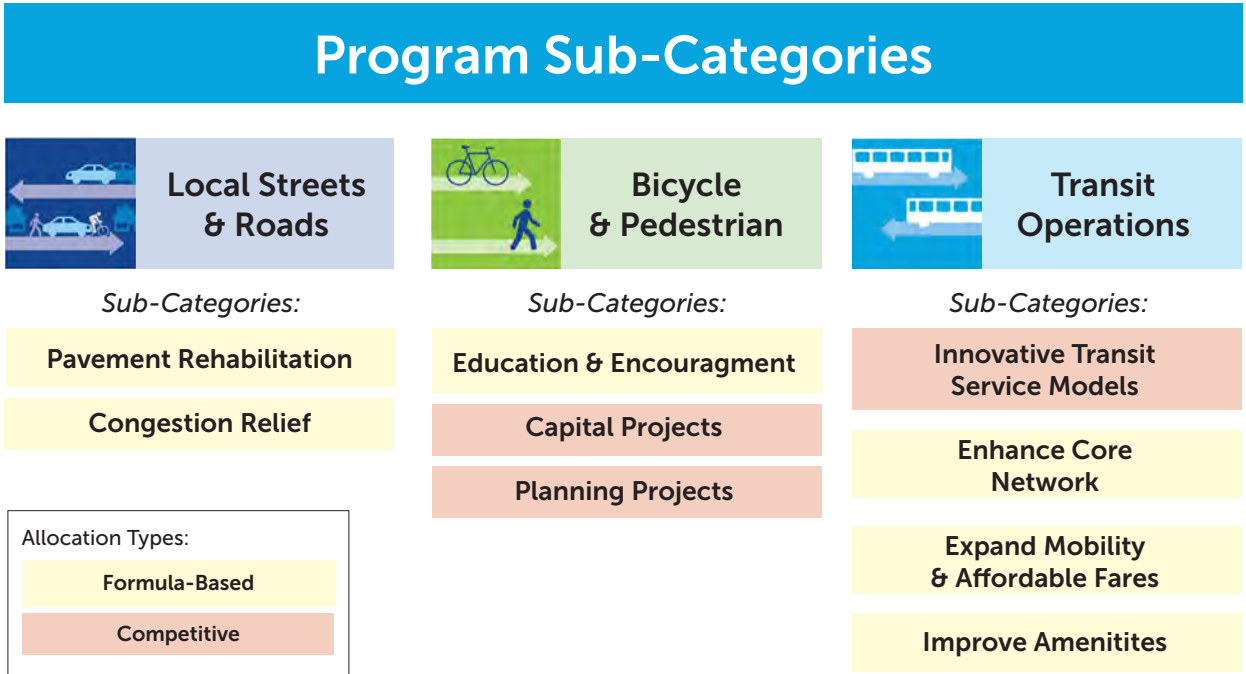 Program Sub-Categories
Local Streets
& Roads
Sub-Categories:
Pavement Rehabilitation
Congestion Relief
Allocation Types:
Formula-Based
Competitive
Bicycle
& Pedestrian
Sub-Categories:
Education & Encouragment
Capital Projects
Planning Projects
Transit
Operations
Sub-Categories:
Innovative Transit
Service Models
Enhance Core
Network
Expand Mobility
& Affordable Fares
Improve Amenitites